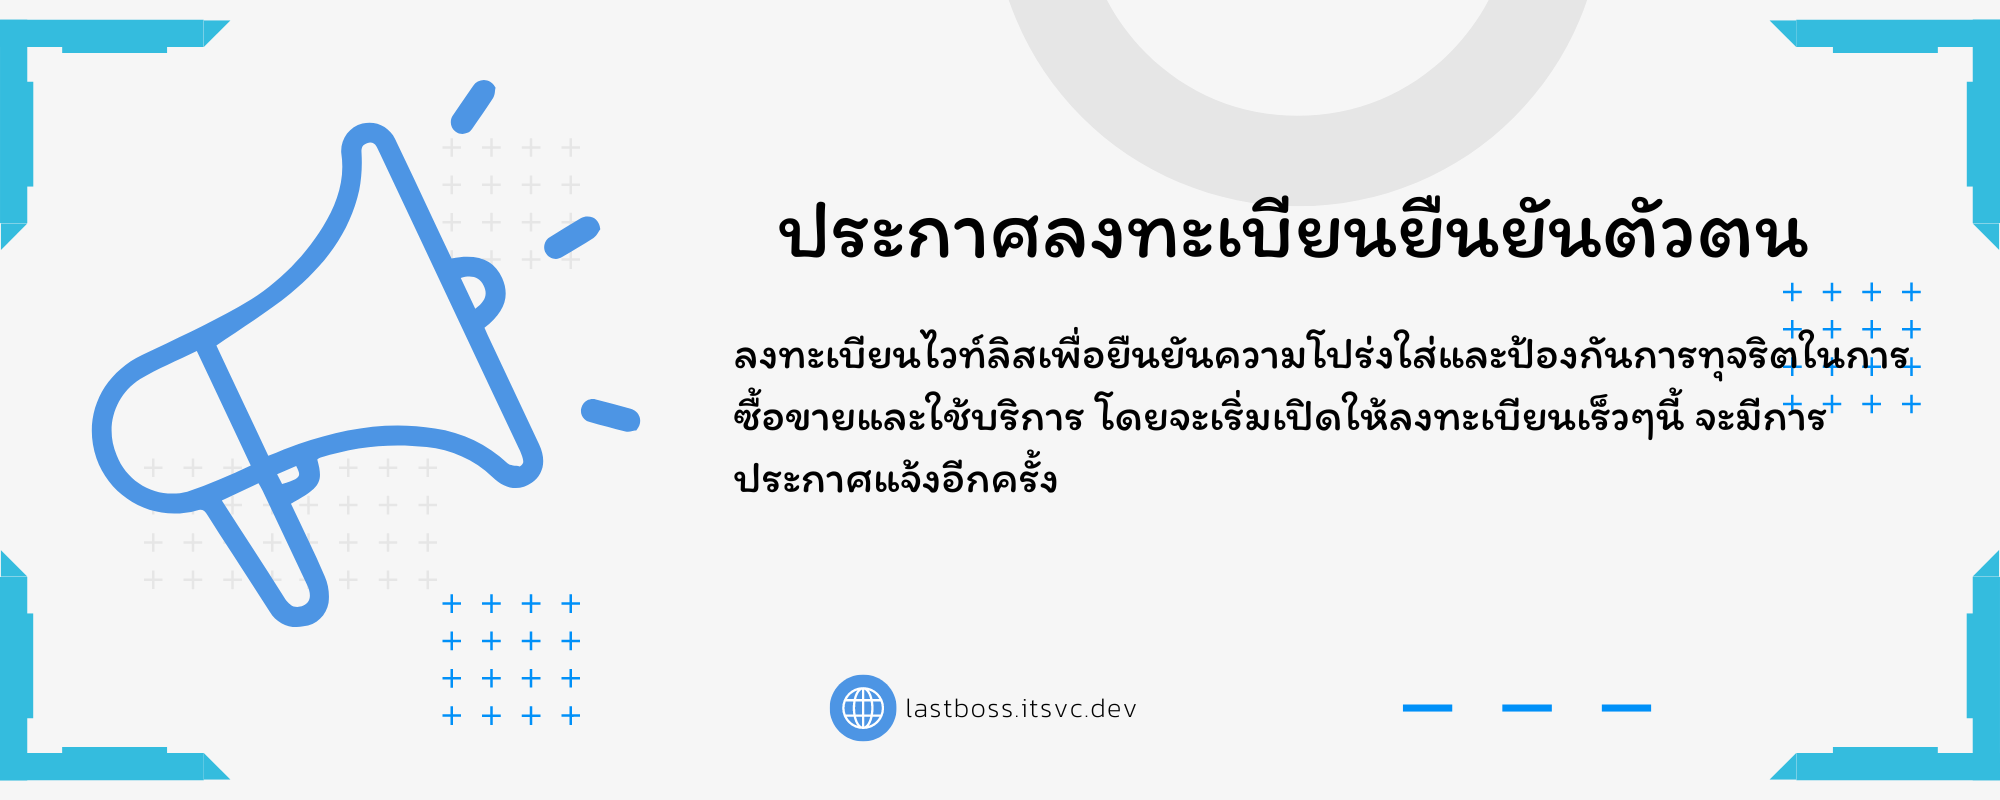 ประกาศลงทะเบียนยืนยันตัวตน
ลงทะเบียนไวท์ลิสเพื่อยืนยันความโปร่งใส่และป้องกันการทุจริตในการ
ซื้อขายและใช้บริการ โดยจะเริ่มเปิดให้ลงทะเบียนเร็วๆนี้ จะมีการ
ประกาศแจ้งอีกครั้ง
lastboss.itsvc.dev